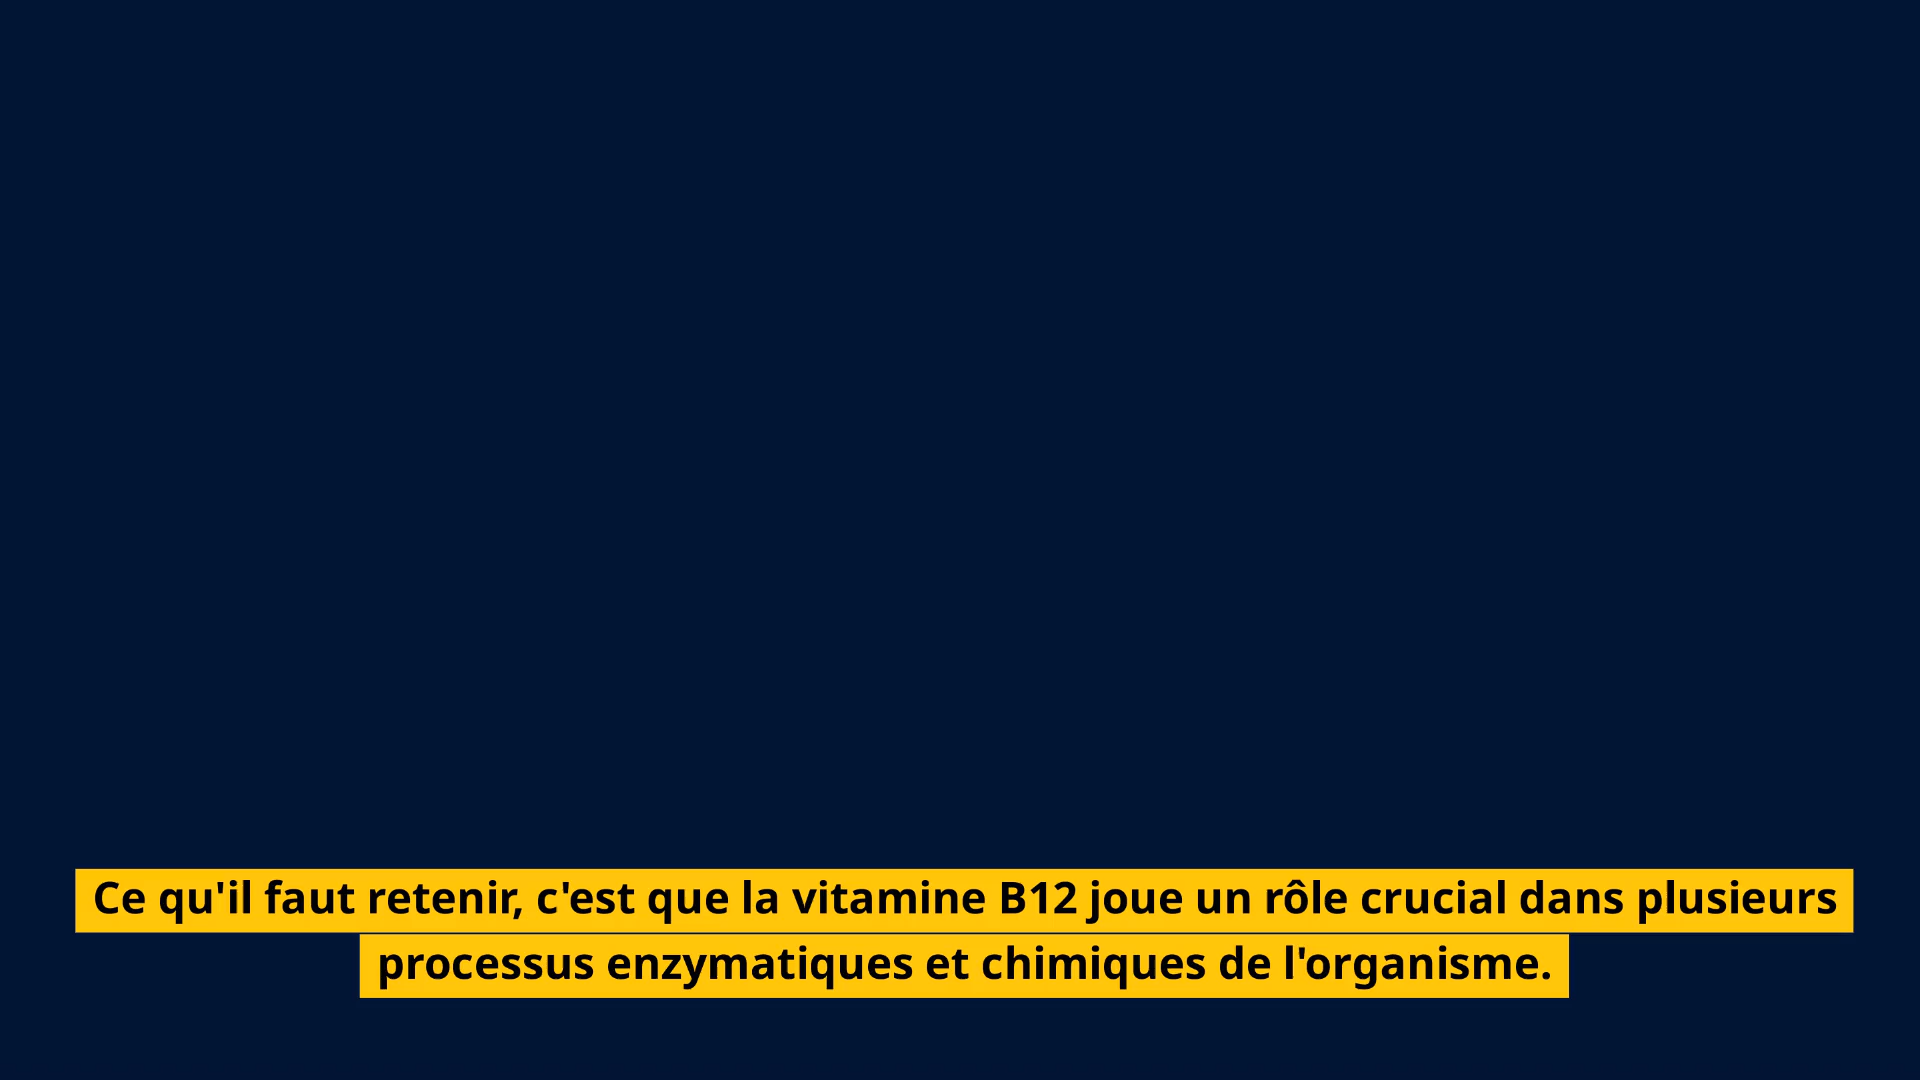 Ce qu'il faut retenir, c'est que la vitamine B12 joue un rôle crucial dans plusieurs
processus enzymatiques et chimiques de l'organisme.